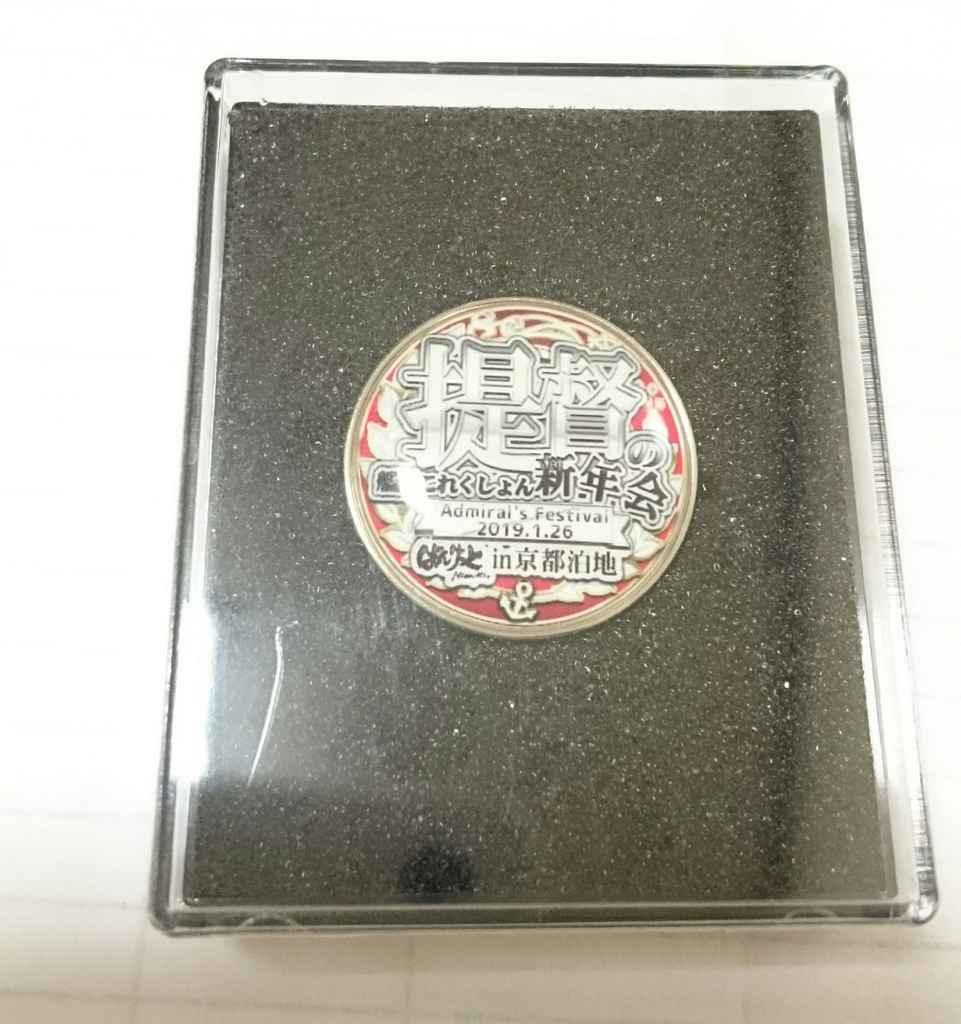 提督の会
艦これくしょん新年
Admiral's Festival
2019.1.26
in京都泊地